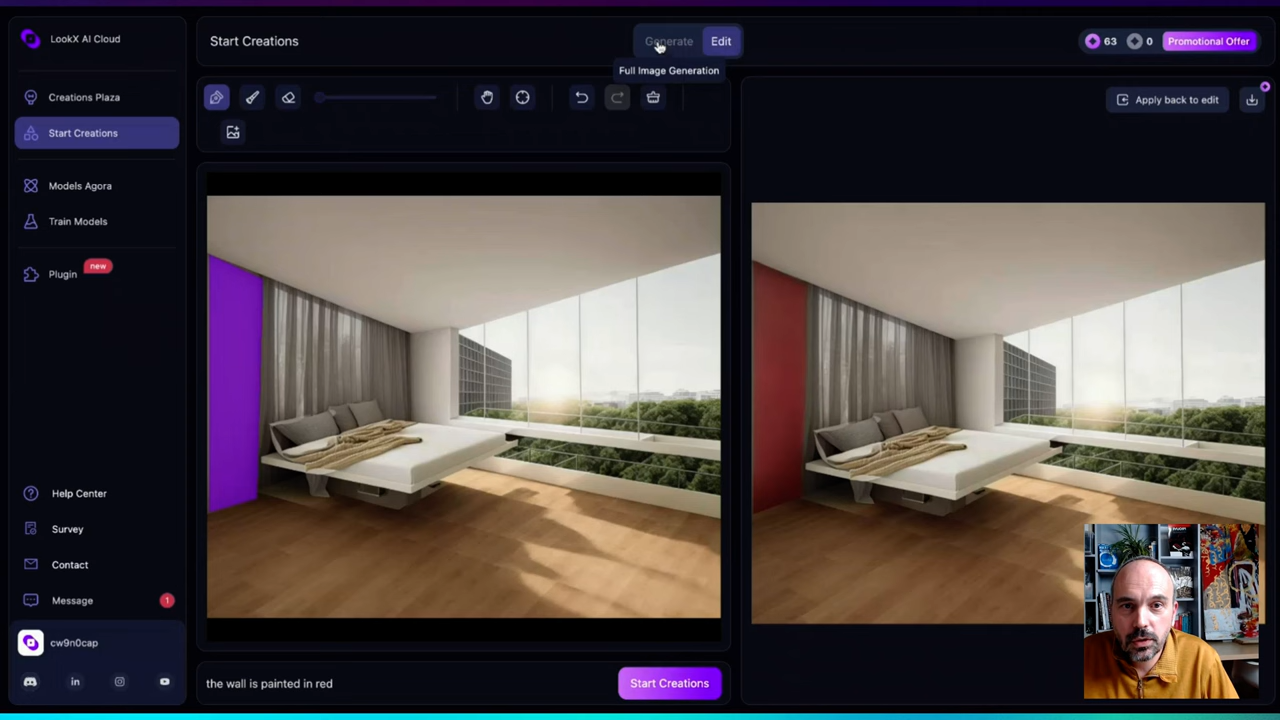 LookX AI Cloud
Start Creations
Generate
Edit
63
0
Promotional Offer
Full Image Generation
Creations Plaza
Start Creations
Apply back to edit
Models Agora
Train Models
Plugin
new
Help Center
Survey
Contact
Message
1
cw9n0cap
in
the wall is painted in red
Start Creations